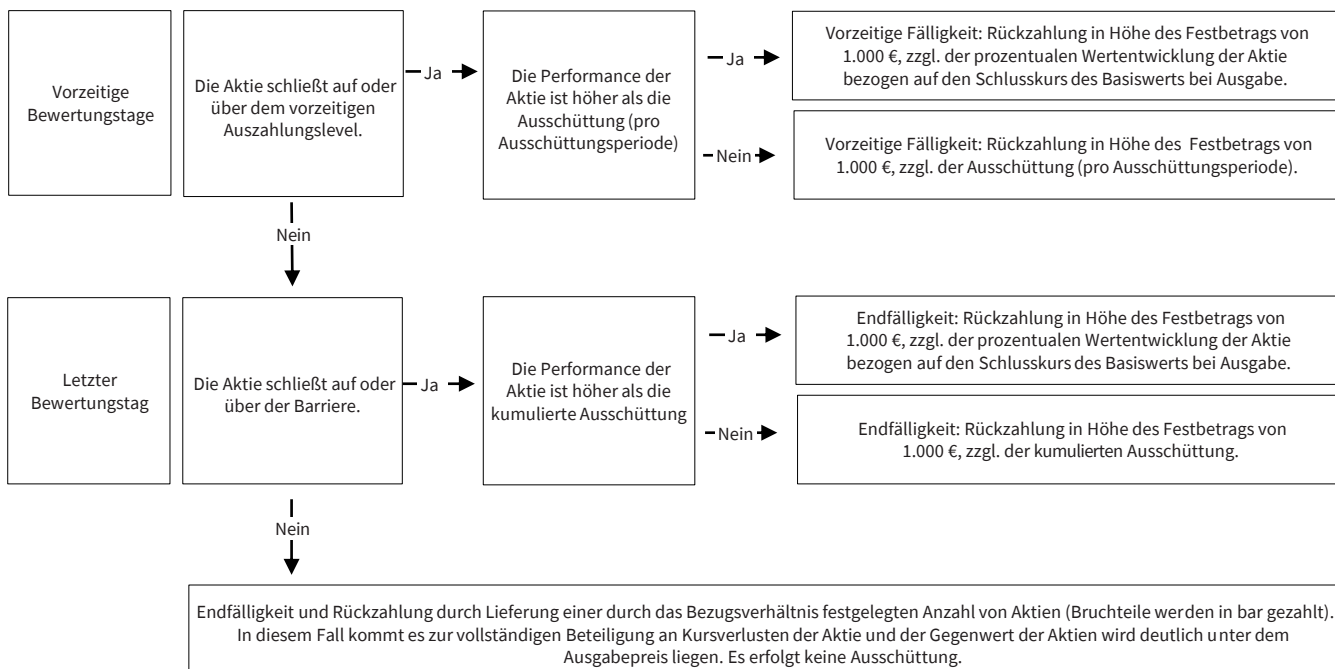 Vorzeitige
Bewertungstage
Die Aktie schließt auf oder
über dem vorzeitigen
Auszahlungslevel.
Ja
Die Performance der
Aktie ist höher als die
Ausschüttung (pro
Ausschüttungsperiode)
Ja
Vorzeitige Fälligkeit: Rückzahlung in Höhe des Festbetrags von
1.000 €, zzgl. der prozentualen Wertentwicklung der Aktie
bezogen auf den Schlusskurs des Basiswerts bei Ausgabe.
Nein
Vorzeitige Fälligkeit: Rückzahlung in Höhe des Festbetrags von
1.000 €, zzgl. der Ausschüttung (pro Ausschüttungsperiode).
Nein
Letzter
Bewertungstag
Die Aktie schließt auf oder
über der Barriere.
Ja
Die Performance der
Aktie ist höher als die
kumulierte Ausschüttung
Ja
Endfälligkeit: Rückzahlung in Höhe des Festbetrags von
1.000 €, zzgl. der prozentualen Wertentwicklung der Aktie
bezogen auf den Schlusskurs des Basiswerts bei Ausgabe.
Nein
Endfälligkeit: Rückzahlung in Höhe des Festbetrags von
1.000 €, zzgl. der kumulierten Ausschüttung.
Nein
Endfälligkeit und Rückzahlung durch Lieferung einer durch das Bezugsverhältnis festgelegten Anzahl von Aktien (Bruchteile werden in bar gezahlt).
In diesem Fall kommt es zur vollständigen Beteiligung an Kursverlusten der Aktie und der Gegenwert der Aktien wird deutlich unter dem
Ausgabepreis liegen. Es erfolgt keine Ausschüttung.